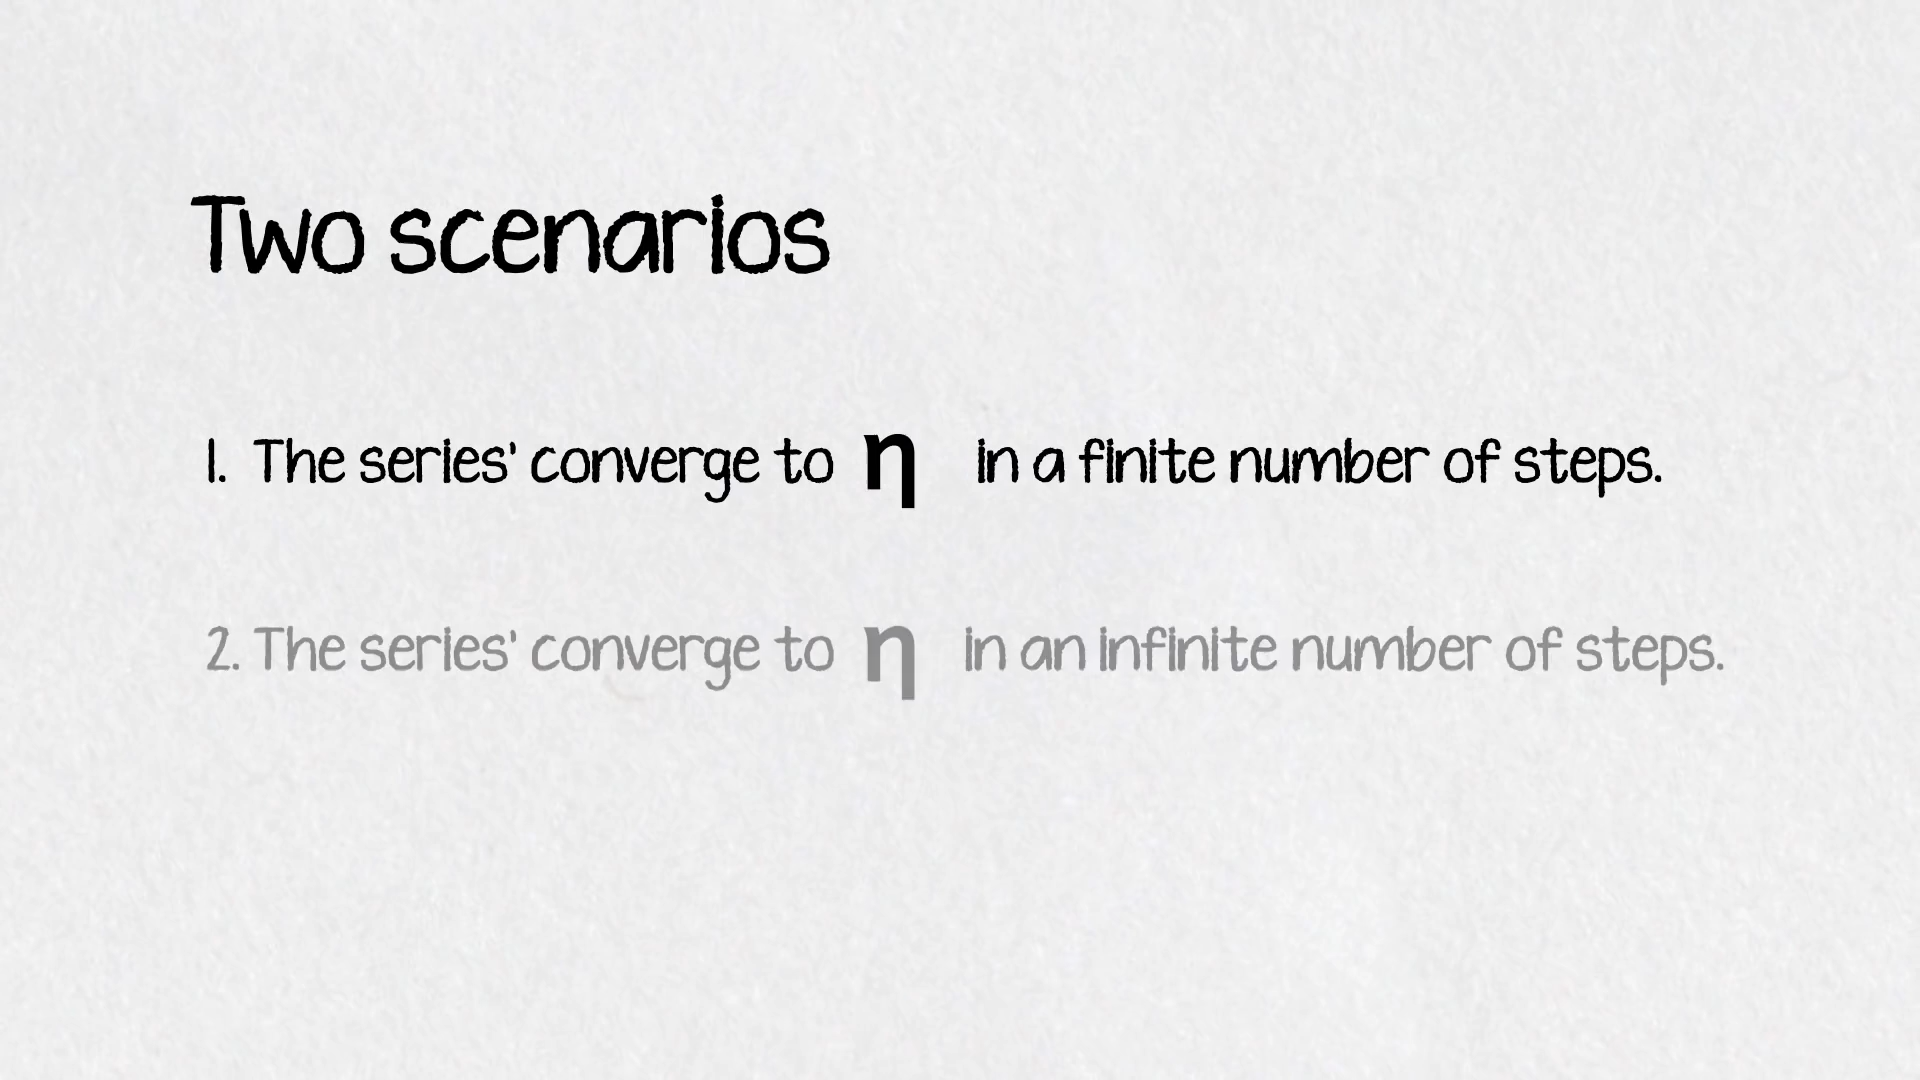 Two scenarios
1. The series' converge to η in a finite number of steps.
2. The series' converge to η in an infinite number of steps.